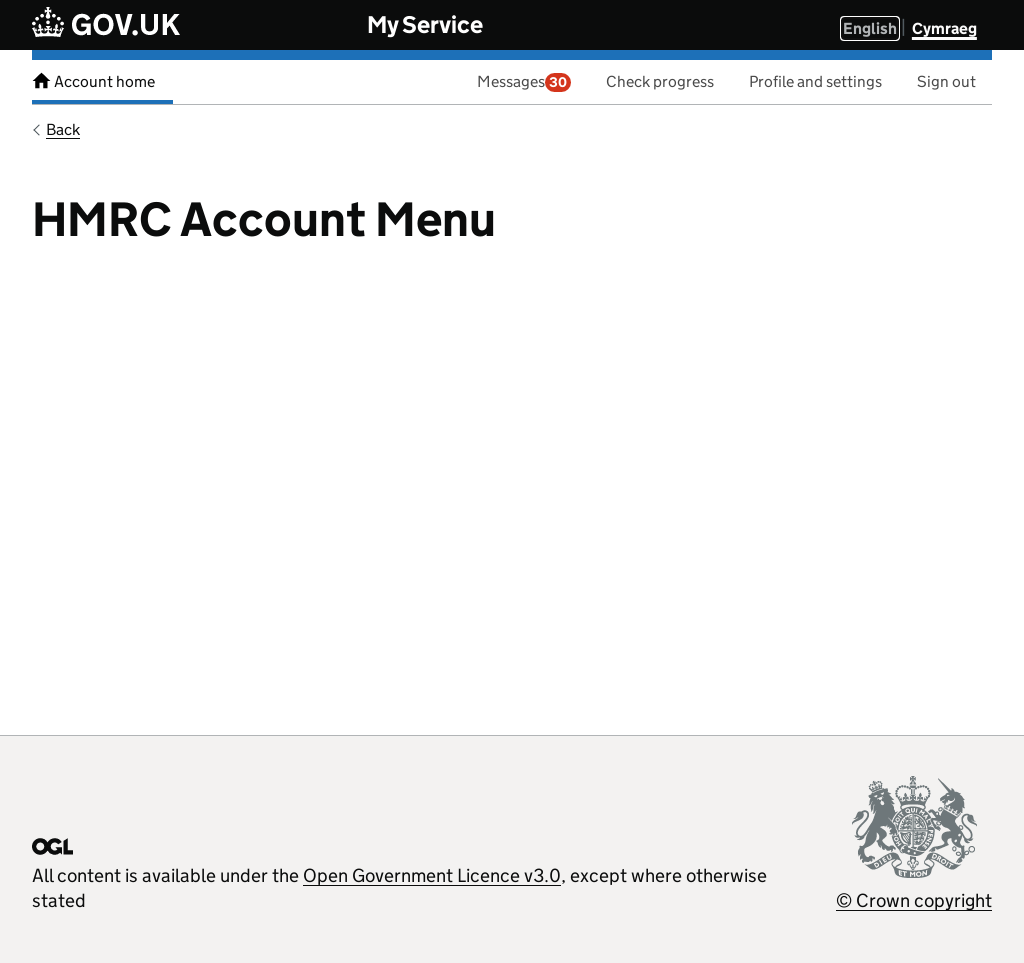 GOV.UK My Service English Cymraeg
Account home Messages 30 Check progress Profile and settings Sign out
Back
HMRC Account Menu
OGL
All content is available under the Open Government Licence v3.0, except where otherwise
stated
DIEU ET MON DROIT
© Crown copyright